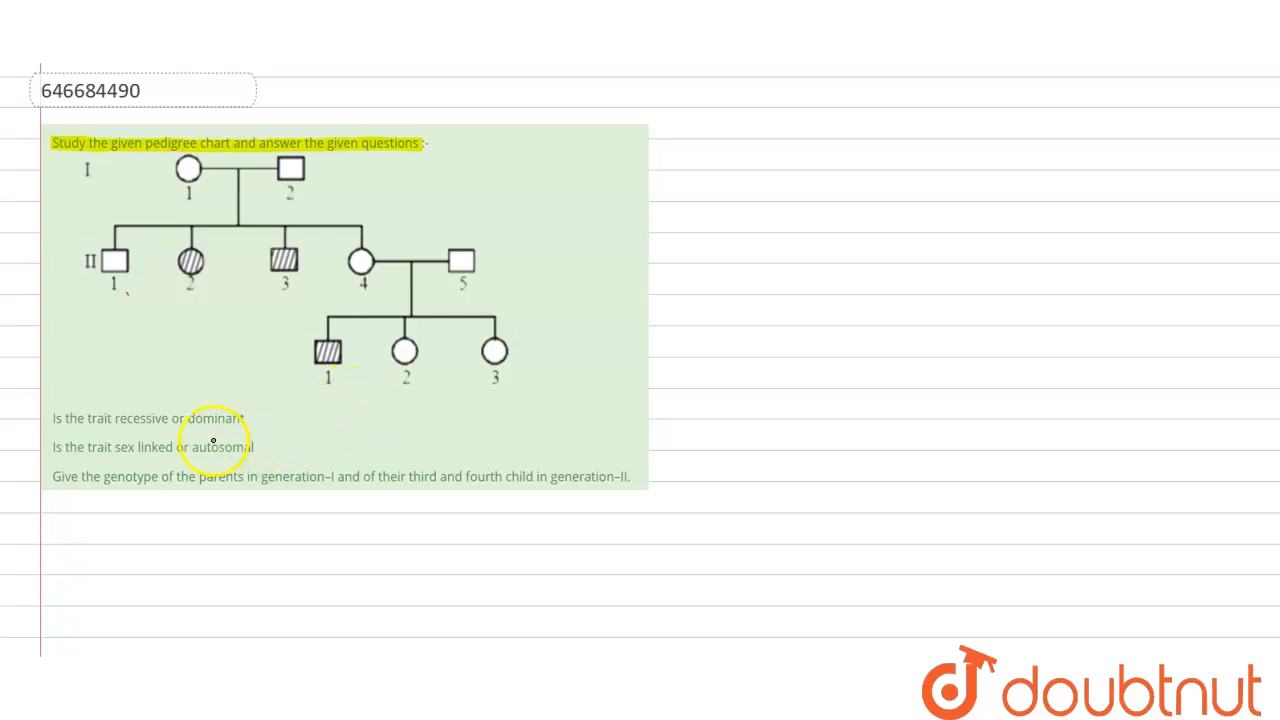 646684490
Study the given pedigree chart and answer the given questions :-
I
1 2
II
1 2 3 4 5
1 2 3
Is the trait recessive or dominant
Is the trait sex linked or autosomal
Give the genotype of the parents in generation–I and of their third and fourth child in generation–II.
doubtnut